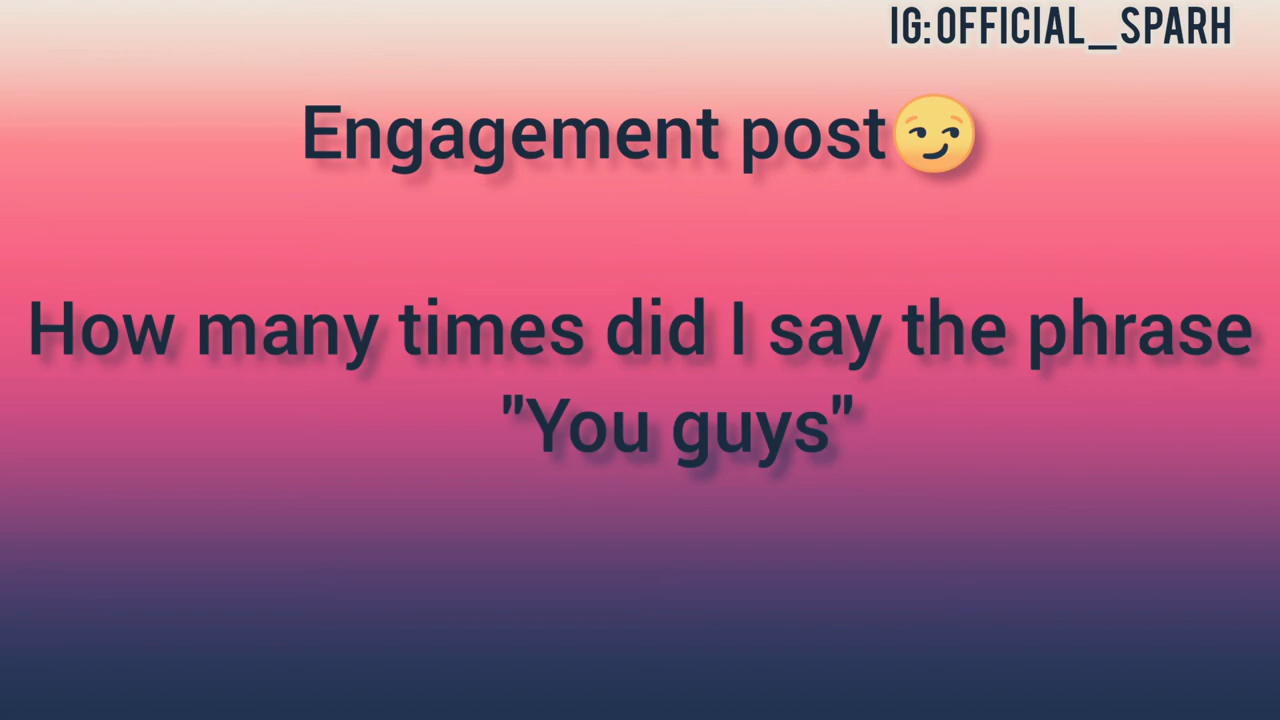 IG: OFFICIAL_SPARH
Engagement post😏
How many times did I say the phrase
"You guys"